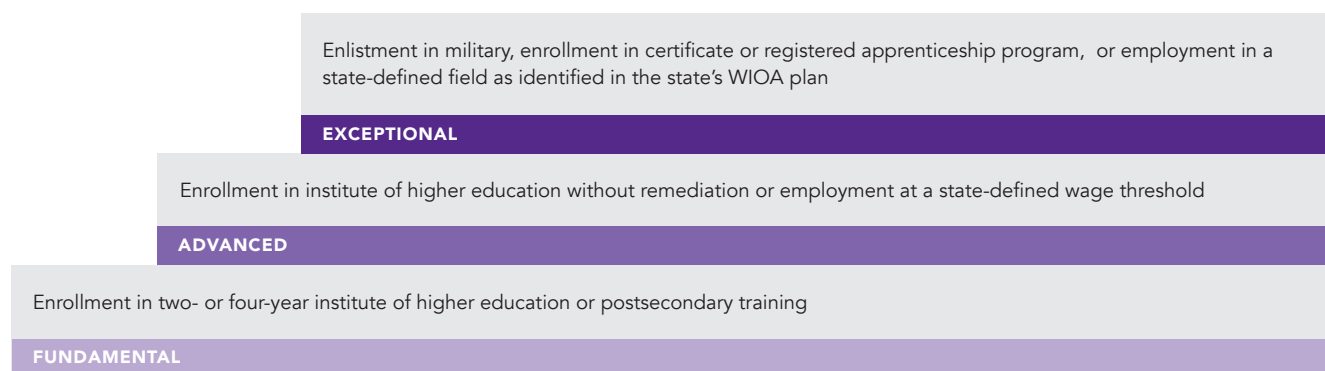 Enlistment in military, enrollment in certificate or registered apprenticeship program,  or employment in a
state-defined field as identified in the state’s WIOA plan
EXCEPTIONAL
Enrollment in institute of higher education without remediation or employment at a state-defined wage threshold
ADVANCED
Enrollment in two- or four-year institute of higher education or postsecondary training
FUNDAMENTAL